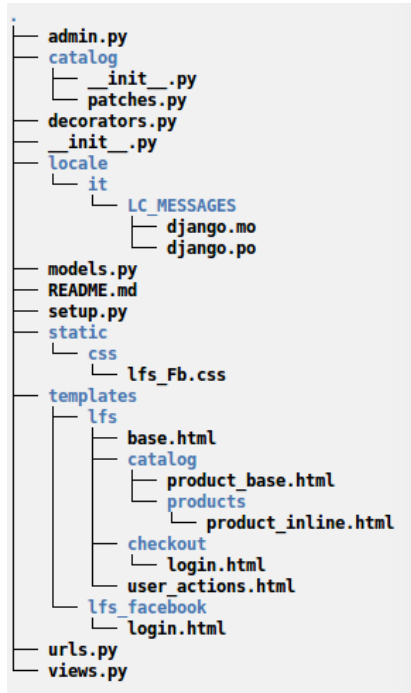 .
admin.py
catalog
__init__.py
patches.py
decorators.py
__init__.py
locale
it
LC_MESSAGES
django.mo
django.po
models.py
README.md
setup.py
static
css
lfs_Fb.css
templates
lfs
base.html
catalog
product_base.html
products
product_inline.html
checkout
login.html
user_actions.html
lfs_facebook
login.html
urls.py
views.py